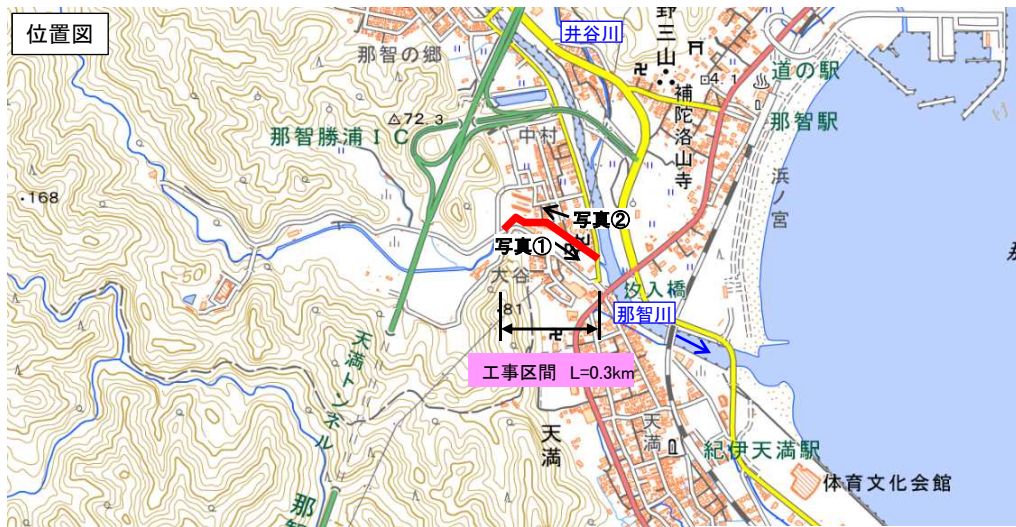 位置図
那智の郷
井谷川
野三山
補陀洛山寺
4.1
道の駅
那智駅
72.3
那智勝浦IC
中村
浜ノ宮
168
写真②
写真①
大谷
50
81
汐入橋
那智川
工事区間 L=0.3km
天満トンネル
天満
天満
紀伊天満駅
体育文化会館
那智